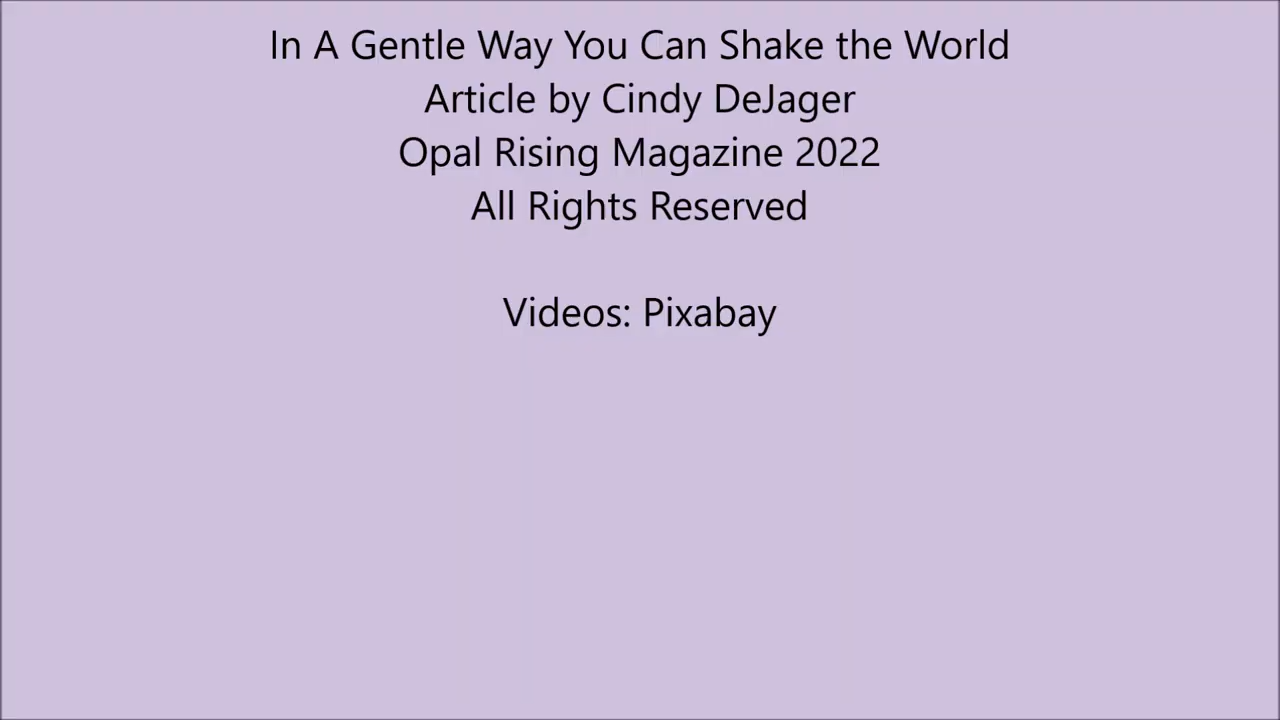 In A Gentle Way You Can Shake the World
Article by Cindy DeJager
Opal Rising Magazine 2022
All Rights Reserved
Videos: Pixabay